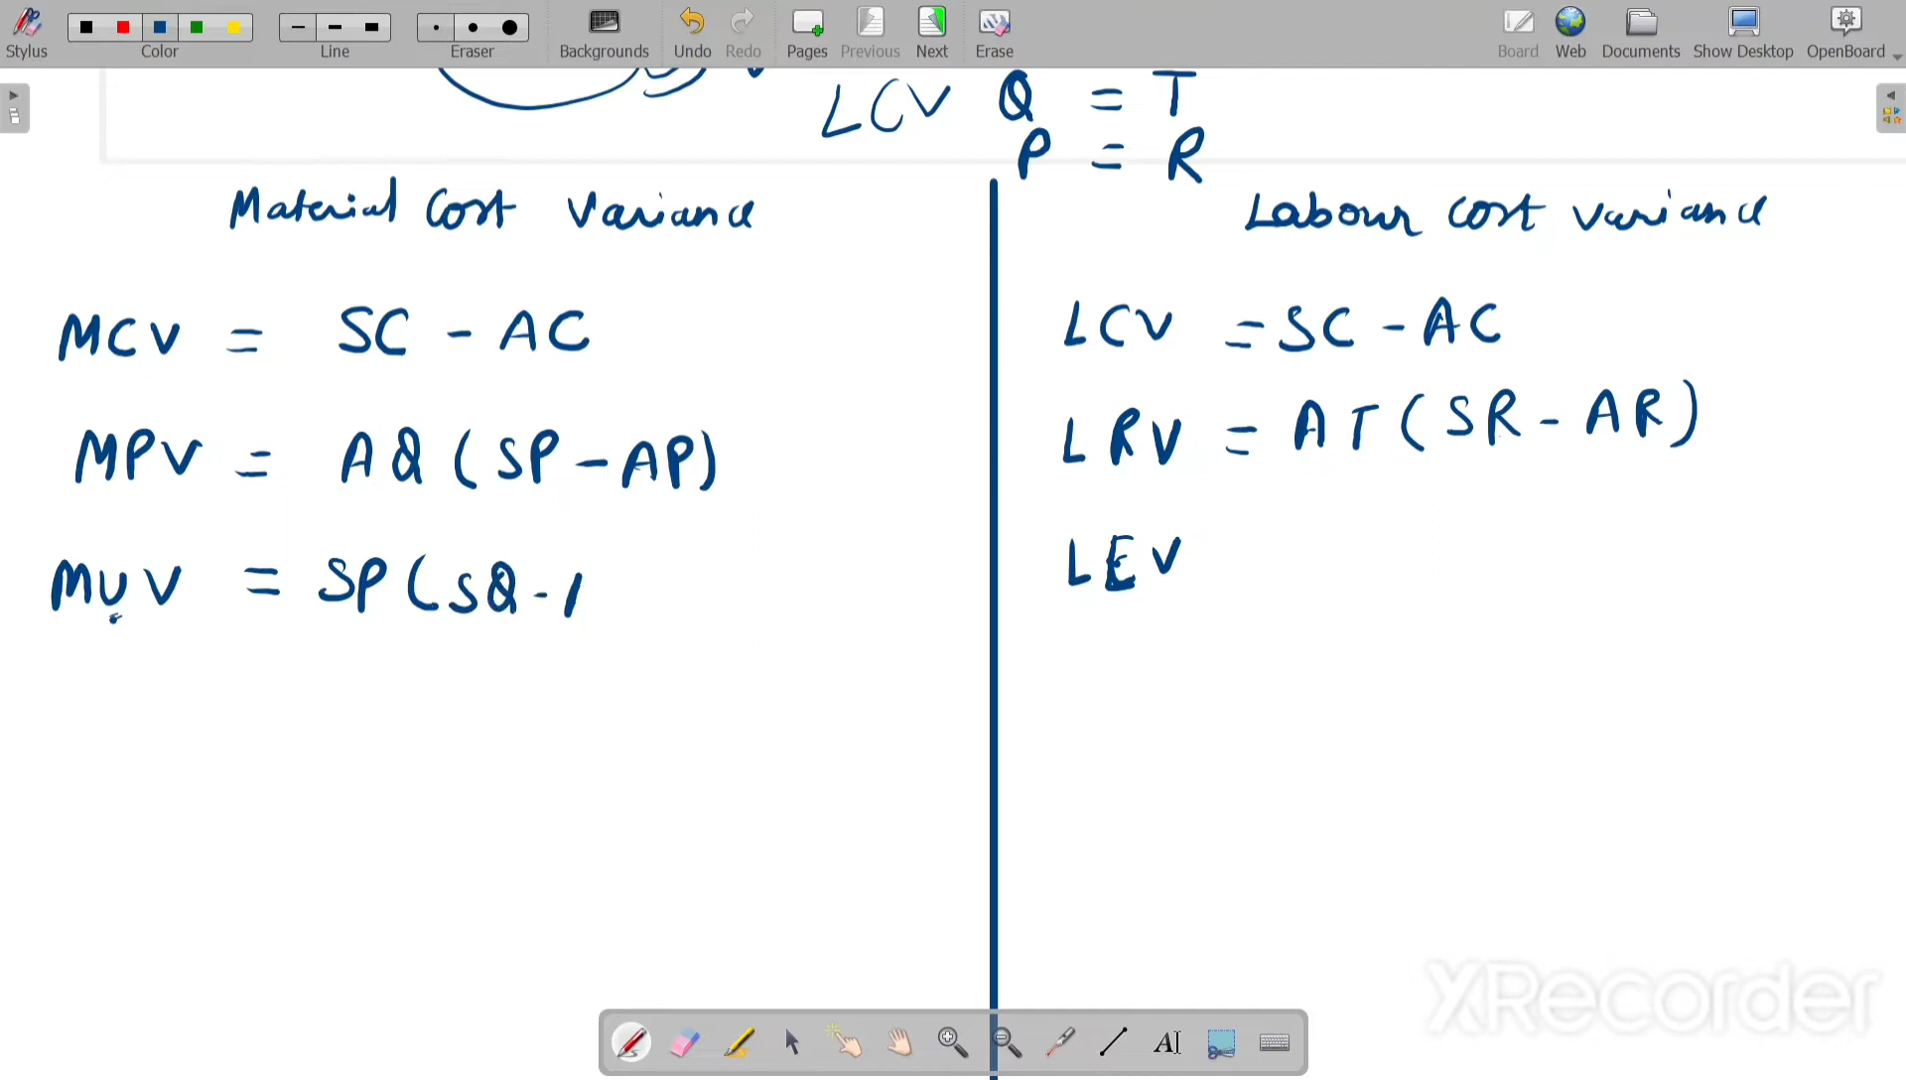 Stylus Color Line Eraser Backgrounds Undo Redo Pages Previous Next Erase Board Web Documents Show Desktop OpenBoard
LCV Q = T
P = R
Material Cost Variance
MCV = SC - AC
MPV = AQ (SP - AP)
MUV = SP (SQ -
Labour Cost variance
LCV = SC - AC
LRV = AT (SR - AR)
LEV
XRecorder